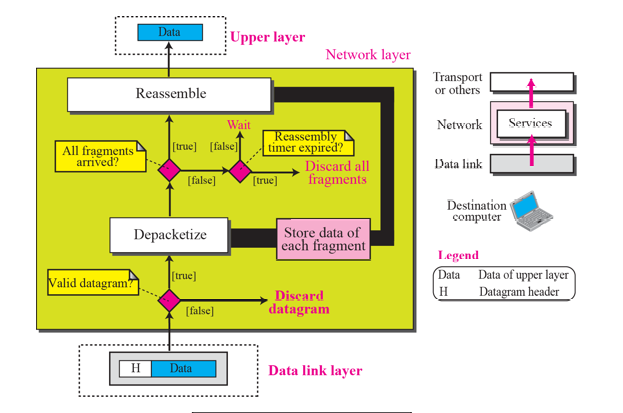 Data
Upper layer
Network layer
Reassemble
Wait
All fragments
arrived?
[true]
[false]
Reassembly
timer expired?
[false]
[true]
Discard all
fragments
Depacketize
Store data of
each fragment
Valid datagram?
[true]
[false]
Discard
datagram
H
Data
Data link layer
Transport
or others
Network
Services
Data link
Destination
computer
Legend
Data Data of upper layer
H Datagram header